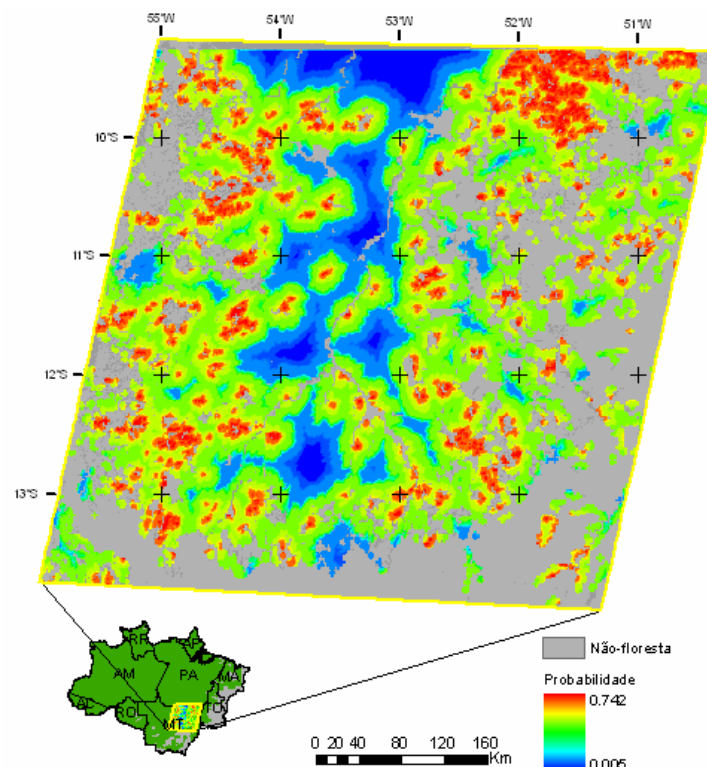 55°W 54°W 53°W 52°W 51°W
10°S
11°S
12°S
13°S
RR AP
AM PA MA
AC RO MT TO
Não-floresta
Probabilidade
0.742
0.005
0 20 40 80 120 160
Km